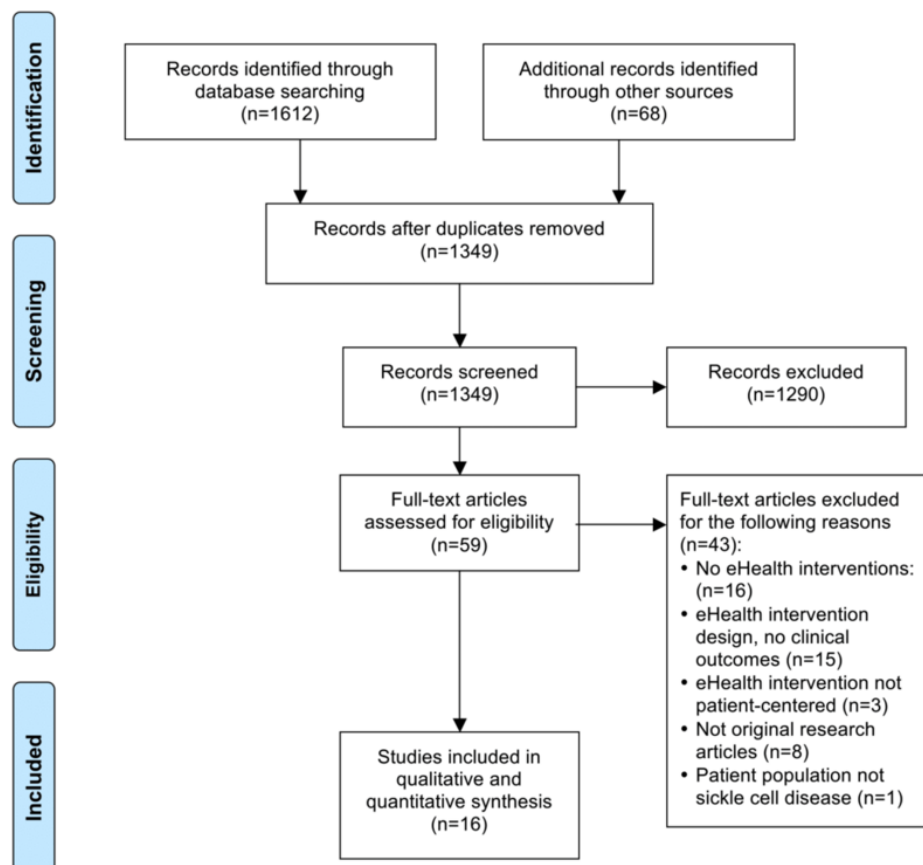 Identification
Records identified through
database searching
(n=1612)
Additional records identified
through other sources
(n=68)
Records after duplicates removed
(n=1349)
Screening
Records screened
(n=1349)
Records excluded
(n=1290)
Eligibility
Full-text articles
assessed for eligibility
(n=59)
Full-text articles excluded
for the following reasons
(n=43):
• No eHealth interventions:
(n=16)
• eHealth intervention
design, no clinical
outcomes (n=15)
• eHealth intervention not
patient-centered (n=3)
• Not original research
articles (n=8)
• Patient population not
sickle cell disease (n=1)
Included
Studies included in
qualitative and
quantitative synthesis
(n=16)